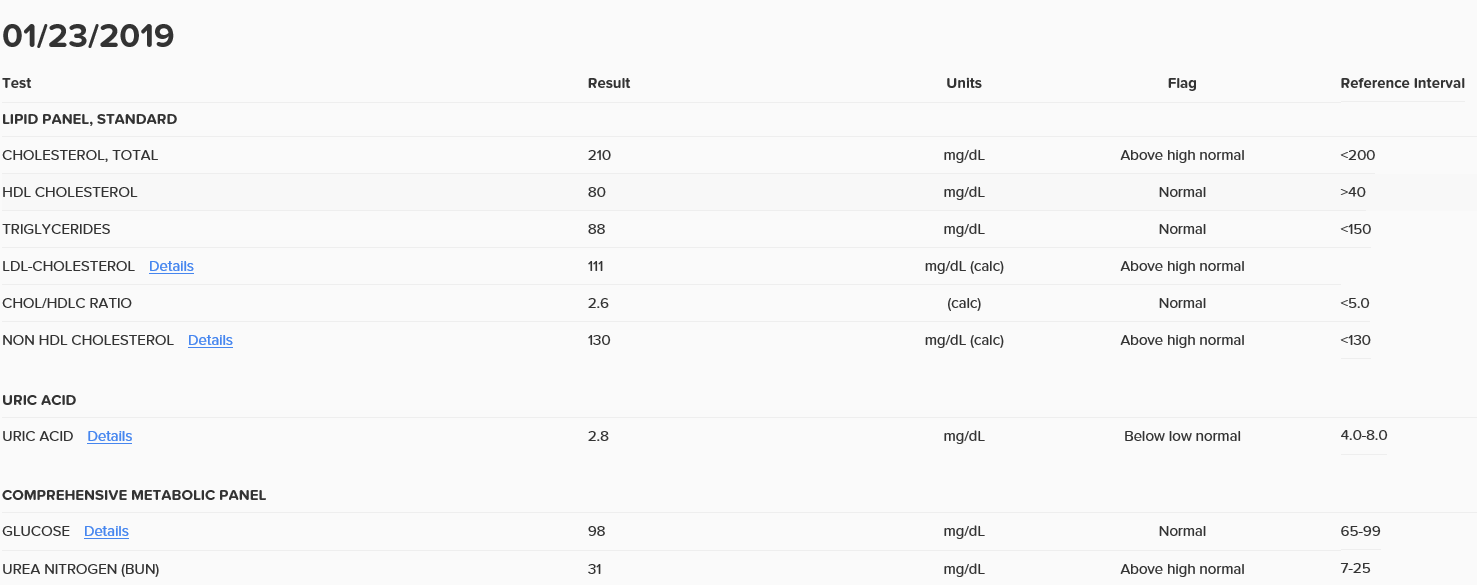 01/23/2019
Test Result Units Flag Reference Interval
LIPID PANEL, STANDARD
CHOLESTEROL, TOTAL 210 mg/dL Above high normal <200
HDL CHOLESTEROL 80 mg/dL Normal >40
TRIGLYCERIDES 88 mg/dL Normal <150
LDL-CHOLESTEROL Details 111 mg/dL (calc) Above high normal
CHOL/HDLC RATIO 2.6 (calc) Normal <5.0
NON HDL CHOLESTEROL Details 130 mg/dL (calc) Above high normal <130
URIC ACID
URIC ACID Details 2.8 mg/dL Below low normal 4.0-8.0
COMPREHENSIVE METABOLIC PANEL
GLUCOSE Details 98 mg/dL Normal 65-99
UREA NITROGEN (BUN) 31 mg/dL Above high normal 7-25